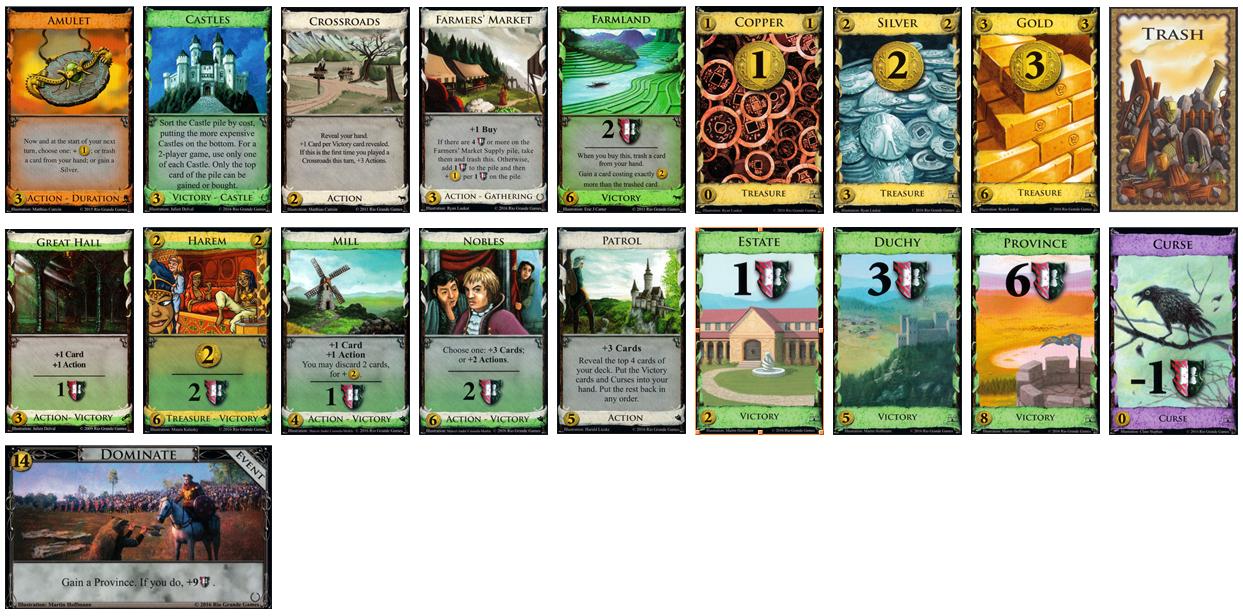 AMULET
Now and at the start of your next
turn, choose one: + 1 ; or trash
a card from your hand; or gain a
Silver.
3 ACTION - DURATION
CASTLES
Sort the Castle pile by cost,
putting the more expensive
Castles on the bottom. For a
2-player game, use only one
of each Castle. Only the top
card of the pile can be
gained or bought.
3 VICTORY - CASTLE
CROSSROADS
Reveal your hand.
+1 Card per Victory card revealed.
If this is the first time you played a
Crossroads this turn, +3 Actions.
2 ACTION
FARMERS' MARKET
+1 Buy
If there are 4 or more on the
Farmers' Market Supply pile, take
them and trash this. Otherwise,
add 1 to the pile and then
+ 1 per 1 on the pile.
3 ACTION - GATHERING
FARMLAND
2
When you buy this, trash a card
from your hand.
Gain a card costing exactly 2
more than the trashed card.
6 VICTORY
1 COPPER 1
1
0 TREASURE
2 SILVER 2
2
3 TREASURE
3 GOLD 3
3
6 TREASURE
TRASH
GREAT HALL
+1 Card
+1 Action
1
3 ACTION - VICTORY
2 HAREM 2
2
2
6 TREASURE - VICTORY
MILL
+1 Card
+1 Action
You may discard 2 cards,
for + 2 .
1
4 ACTION - VICTORY
NOBLES
Choose one: +3 Cards;
or +2 Actions.
2
6 ACTION - VICTORY
PATROL
+3 Cards
Reveal the top 4 cards of
your deck. Put the Victory
cards and Curses into your
hand. Put the rest back in
any order.
5 ACTION
ESTATE
1
2 VICTORY
DUCHY
3
5 VICTORY
PROVINCE
6
8 VICTORY
CURSE
-1
0 CURSE
14 DOMINATE EVENT
Gain a Province. If you do, +9 .
Illustration: Martin Hoffmann © 2016 Rio Grande Games